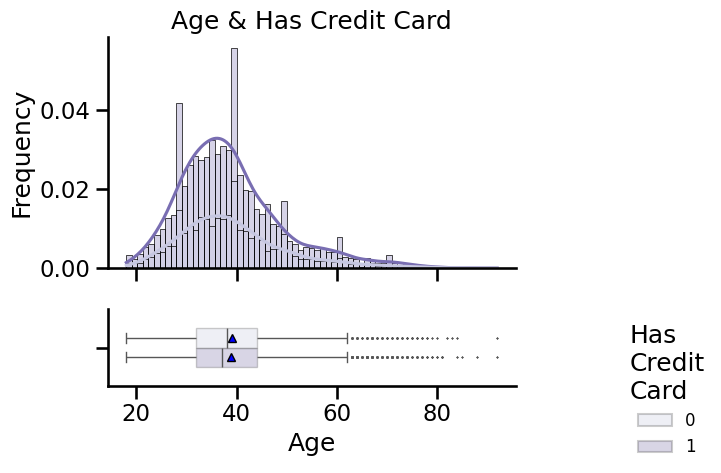 Age & Has Credit Card
Frequency
0.04
0.02
0.00
20 40 60 80
Age
Has
Credit
Card
0
1